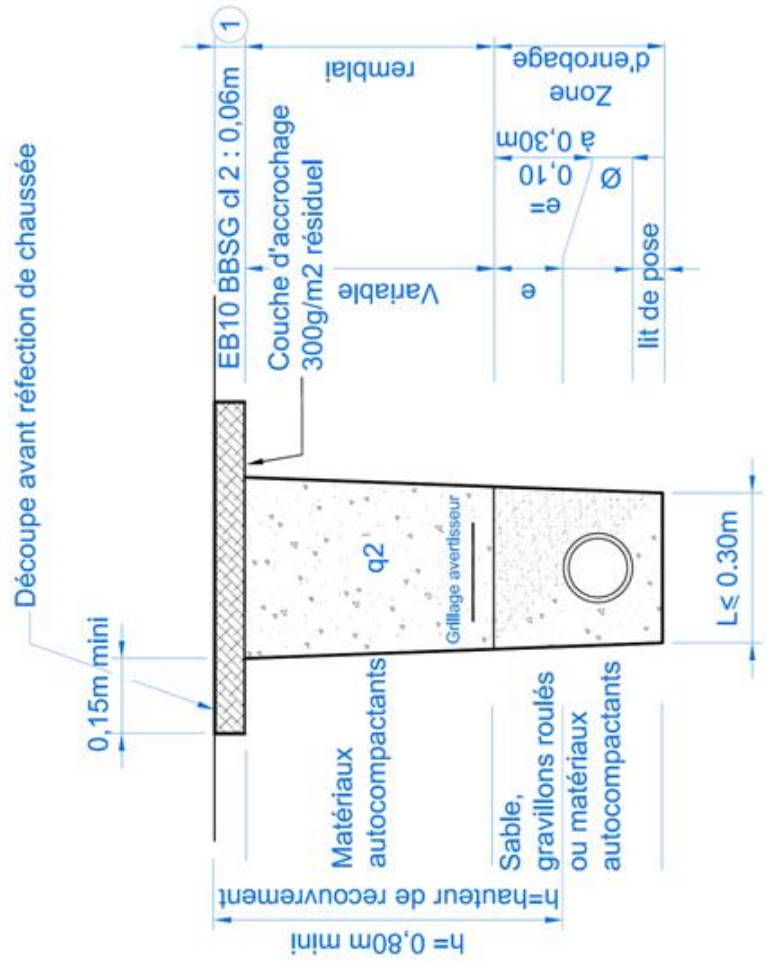 Découpe avant réfection de chaussée
0,15m mini
EB10 BBSG cl 2 : 0,06m
1
Couche d'accrochage
300g/m2 résiduel
Matériaux
autocompactants
q2
Grillage avertisseur
Variable
remblai
Sable,
gravillons roulés
ou matériaux
autocompactants
e
e=
0,10
à 0,30m
Ø
Zone
d'enrobage
lit de pose
L≤ 0.30m
h= 0,80m mini
h=hauteur de recouvrement